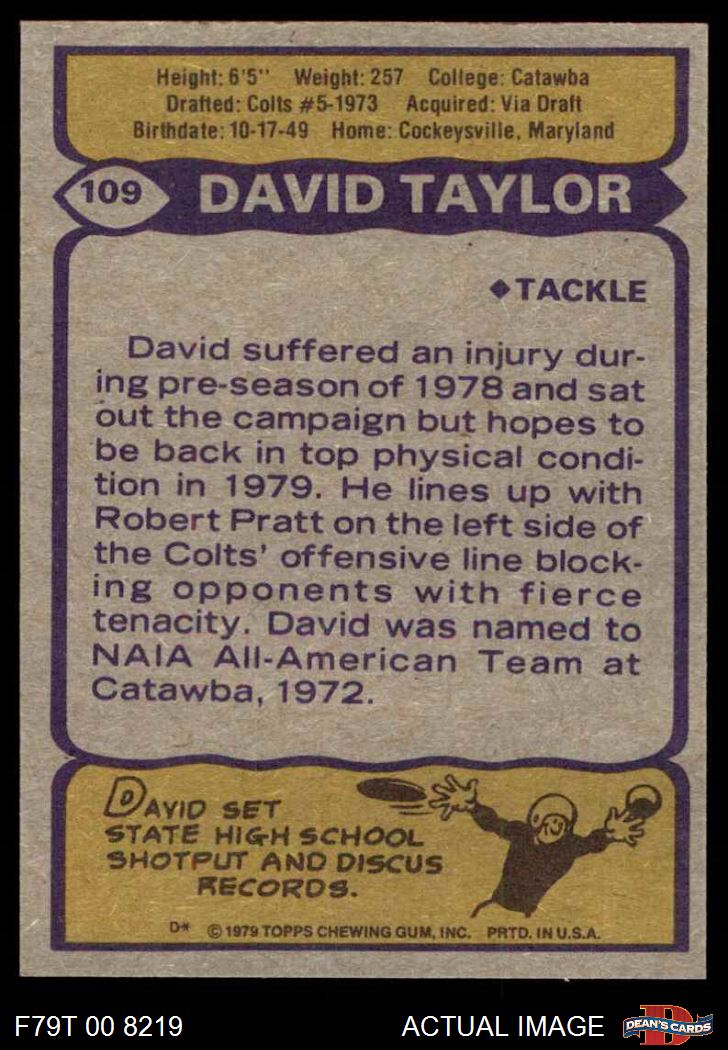 Height: 6'5'' Weight: 257 College: Catawba
Drafted: Colts #5-1973 Acquired: Via Draft
Birthdate: 10-17-49 Home: Cockeysville, Maryland
109 DAVID TAYLOR
◆TACKLE
David suffered an injury dur-
ing pre-season of 1978 and sat
out the campaign but hopes to
be back in top physical condi-
tion in 1979. He lines up with
Robert Pratt on the left side of
the Colts' offensive line block-
ing opponents with fierce
tenacity. David was named to
NAIA All-American Team at
Catawba, 1972.
DAVID SET
STATE HIGH SCHOOL
SHOTPUT AND DISCUS
RECORDS.
D* © 1979 TOPPS CHEWING GUM, INC. PRTD. IN U.S.A.
F79T 00 8219 ACTUAL IMAGE D DEAN'S CARDS